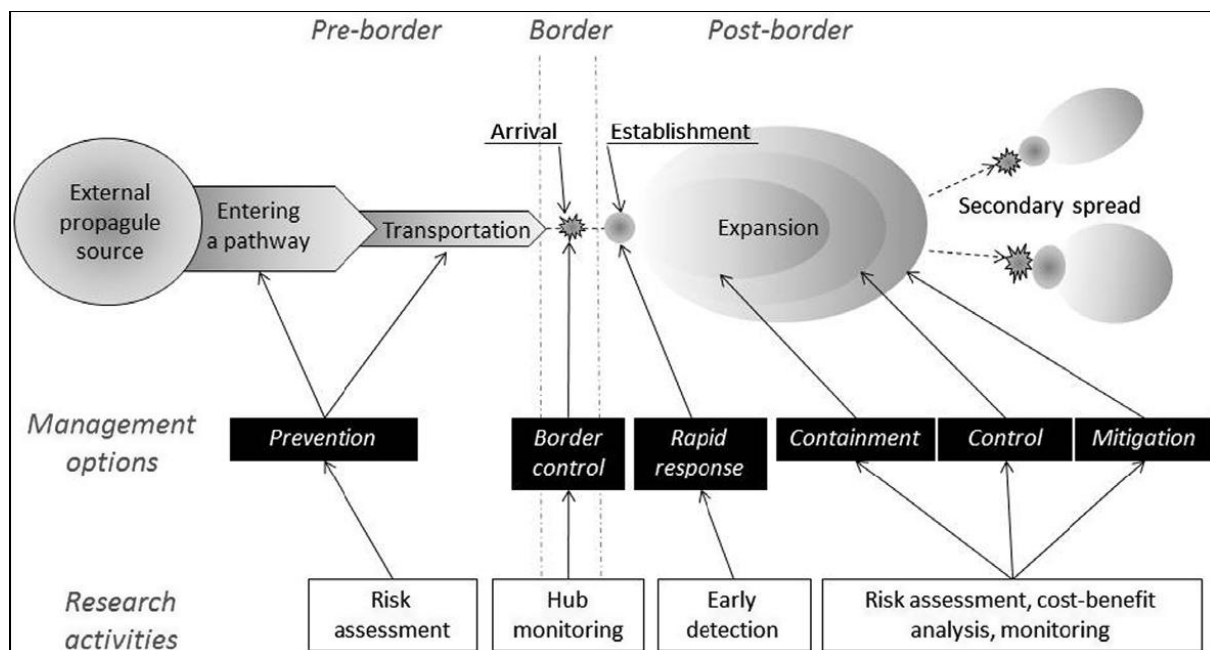 Pre-border
Border
Post-border
Arrival
Establishment
External
propagule
source
Entering
a pathway
Transportation
Expansion
Secondary spread
Management
options
Prevention
Border
control
Rapid
response
Containment
Control
Mitigation
Research
activities
Risk
assessment
Hub
monitoring
Early
detection
Risk assessment, cost-benefit
analysis, monitoring